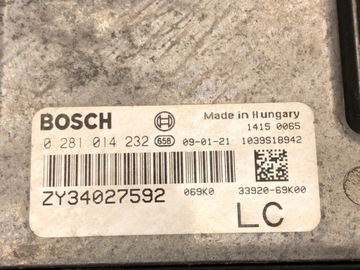 BOSCH
Made in Hungary
1415 0065
0 281 014 232 658 09-01-21 1039S18942
ZY34027592
069K0 33920-69K00
LC